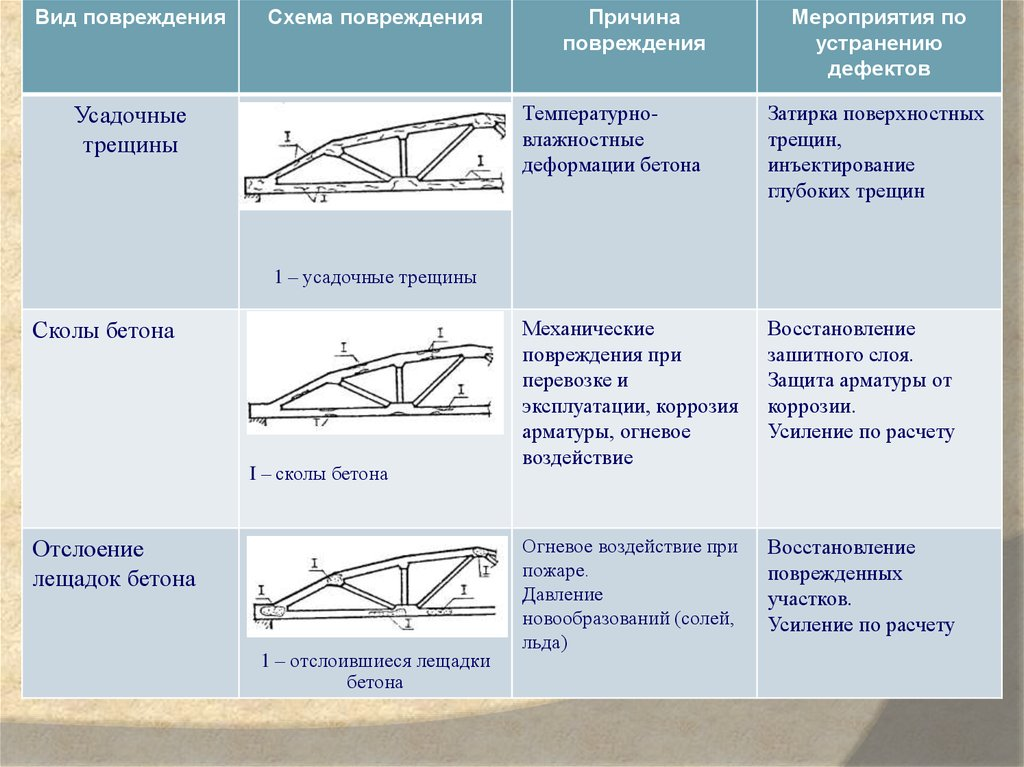 Вид повреждения
Схема повреждения
Причина
повреждения
Мероприятия по
устранению
дефектов
Усадочные
трещины
I
I
I
1 – усадочные трещины
Температурно-
влажностные
деформации бетона
Затирка поверхностных
трещин,
инъектирование
глубоких трещин
Сколы бетона
I
I
I
I
I – сколы бетона
Механические
повреждения при
перевозке и
эксплуатации, коррозия
арматуры, огневое
воздействие
Восстановление
зашитного слоя.
Защита арматуры от
коррозии.
Усиление по расчету
Отслоение
лещадок бетона
I
I
I
I
I
1 – отслоившиеся лещадки
бетона
Огневое воздействие при
пожаре.
Давление
новообразований (солей,
льда)
Восстановление
поврежденных
участков.
Усиление по расчету